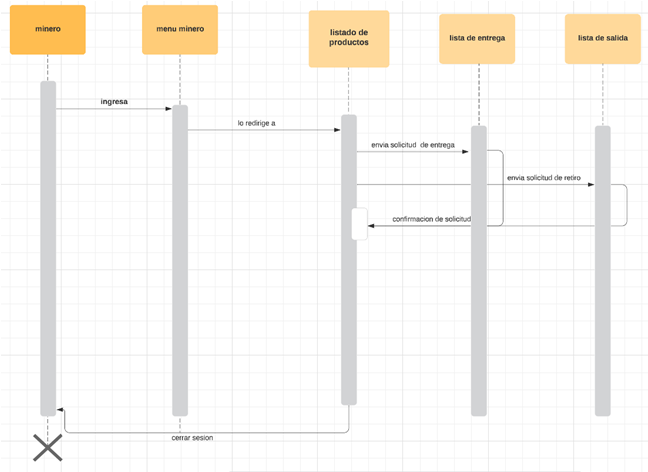 minero
menu minero
listado de
productos
lista de entrega
lista de salida
ingresa
lo redirige a
envia solicitud  de entrega
envia solicitud de retiro
confirmacion de solicitud
cerrar sesion